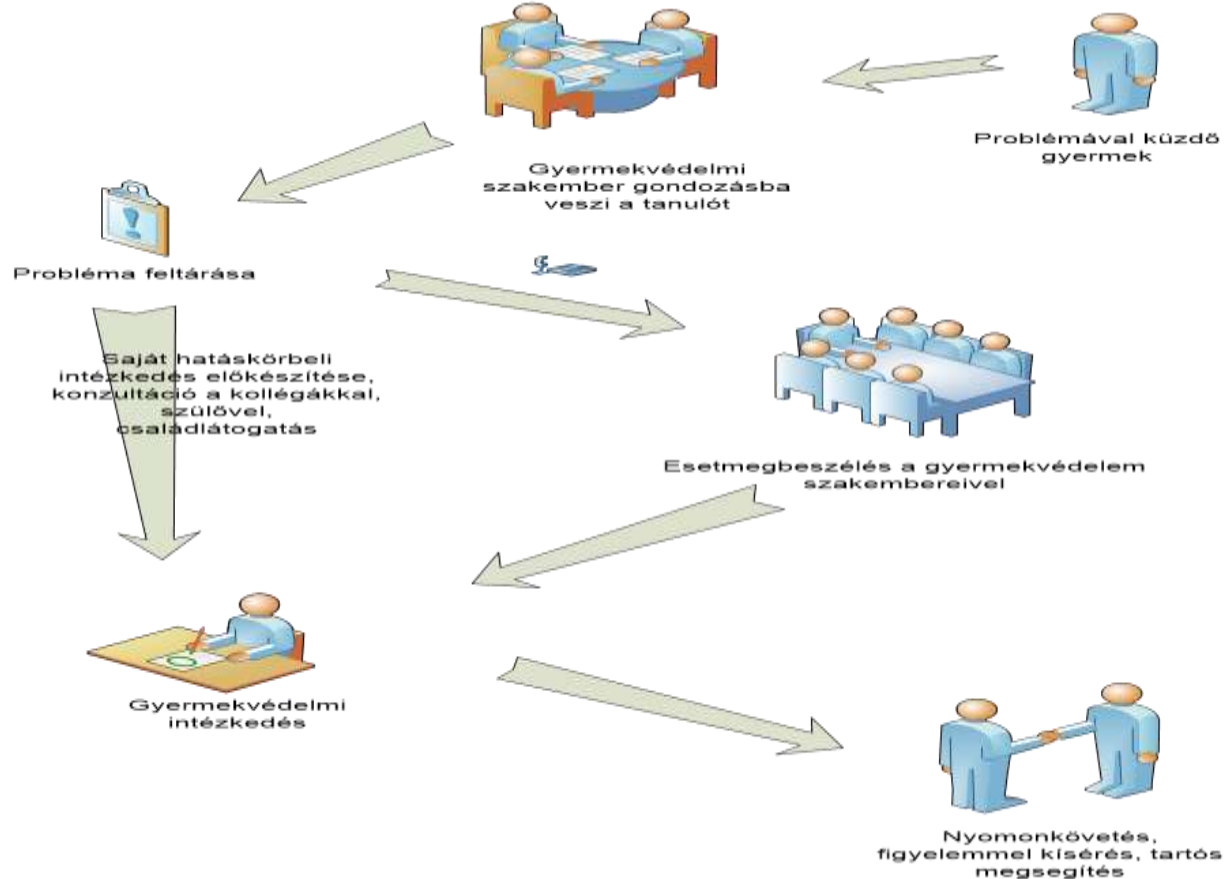 Problémával küzdő
gyermek
Gyermekvédelmi
szakember gondozásba
veszi a tanulót
Probléma feltárása
Saját hatáskörbeli
intézkedés előkészítése,
konzultáció a kollégákkal,
szülővel,
családlátogatás
Esetmegbeszélés a gyermekvédelem
szakembereivel
Gyermekvédelmi
intézkedés
Nyomonkövetés,
figyelemmel kísérés, tartós
megsegítés